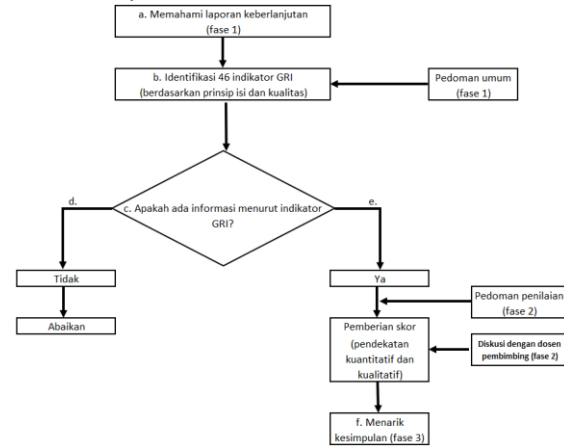 a. Memahami laporan keberlanjutan
(fase 1)
b. Identifikasi 46 indikator GRI
(berdasarkan prinsip isi dan kualitas)
Pedoman umum
(fase 1)
c. Apakah ada informasi menurut indikator
GRI?
d.
e.
Tidak
Ya
Abaikan
Pedoman penilaian
(fase 2)
Pemberian skor
(pendekatan
kuantitatif dan
kualitatif)
Diskusi dengan dosen
pembimbing (fase 2)
f. Menarik
kesimpulan (fase 3)